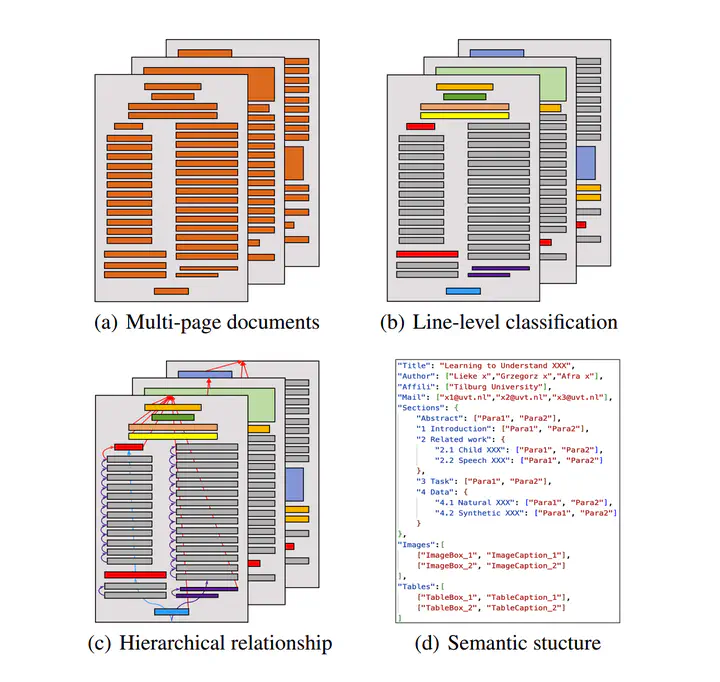 (a) Multi-page documents
(b) Line-level classification
(c) Hierarchical relationship
"Title": "Learning to Understand XXX",
"Author": ["Lieke x","Grzegorz x","Afra x"],
"Affili": ["Tilburg University"],
"Mail": ["x1@uvt.nl","x2@uvt.nl","x3@uvt.nl"],
"Sections": {
"Abstract": ["Para1", "Para2"],
"1 Introduction": ["Para1", "Para2"],
"2 Related work": {
"2.1 Child XXX": ["Para1", "Para2"],
"2.2 Speech XXX": ["Para1", "Para2"]
},
"3 Task": ["Para1", "Para2"],
"4 Data": {
"4.1 Natural XXX": ["Para1", "Para2"],
"4.2 Synthetic XXX": ["Para1", "Para2"]
}
},
"Images":[
["ImageBox_1", "ImageCaption_1"],
["ImageBox_2", "ImageCaption_2"]
],
"Tables":[
["TableBox_1", "TableCaption_1"],
["TableBox_2", "TableCaption_2"]
]
(d) Semantic stucture